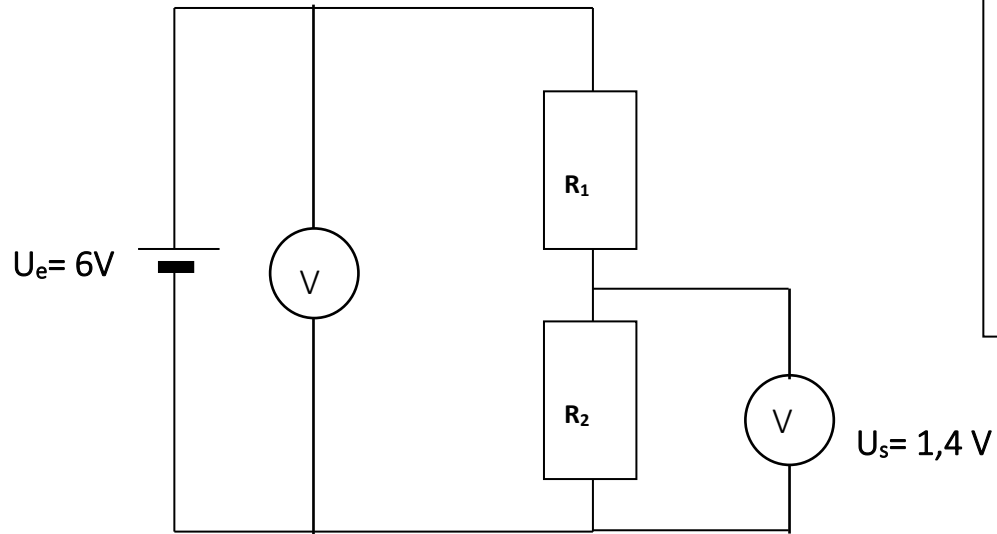 R₁
Uₑ= 6V
V
R₂
V
Uₛ= 1,4 V